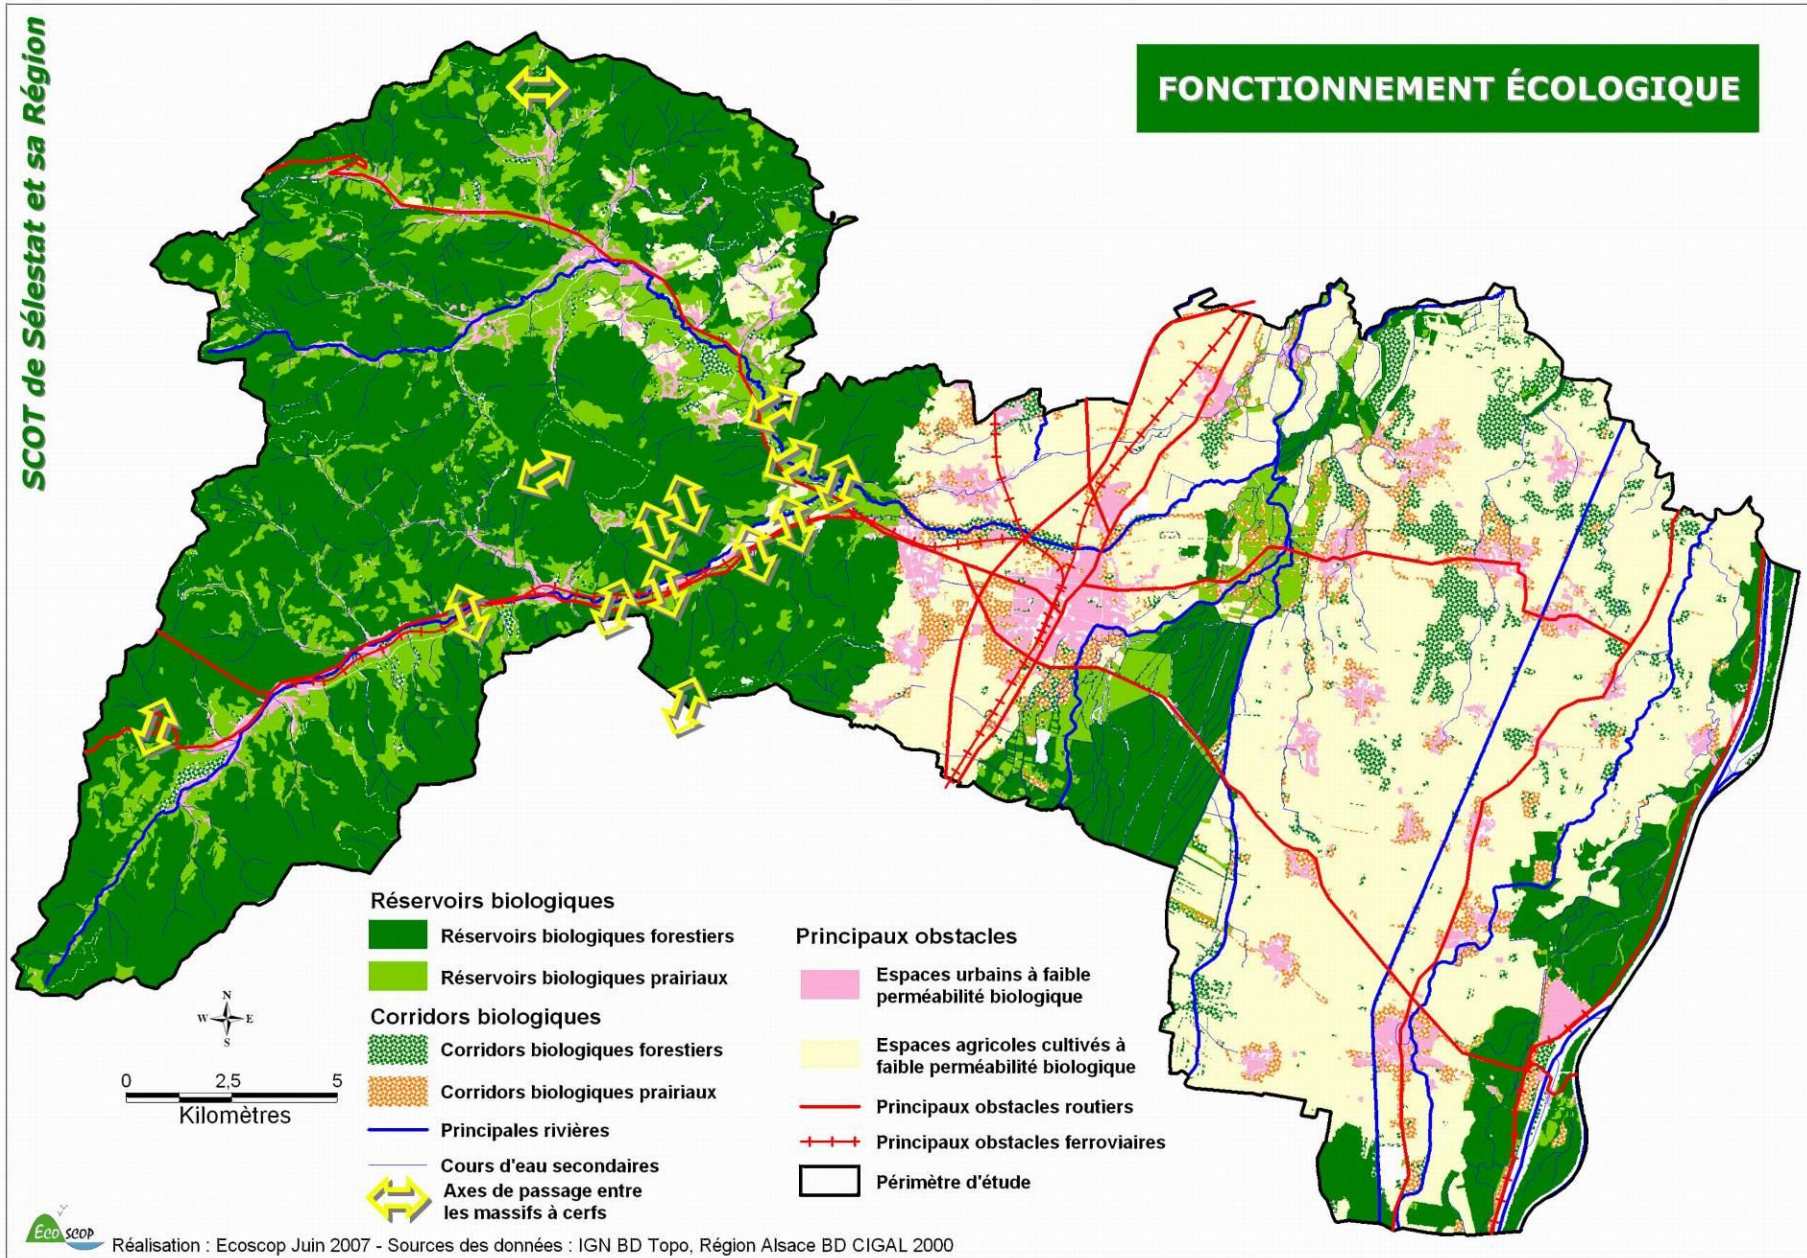 SCOT de Sélestat et sa Région
FONCTIONNEMENT ÉCOLOGIQUE
Réservoirs biologiques
Réservoirs biologiques forestiers
Réservoirs biologiques prairiaux
Corridors biologiques
Corridors biologiques forestiers
Corridors biologiques prairiaux
Principales rivières
Cours d'eau secondaires
Axes de passage entre
les massifs à cerfs
Principaux obstacles
Espaces urbains à faible
perméabilité biologique
Espaces agricoles cultivés à
faible perméabilité biologique
Principaux obstacles routiers
Principaux obstacles ferroviaires
Périmètre d'étude
N
W E
S
0 2,5 5
Kilomètres
Eco SCOP
Réalisation : Ecoscop Juin 2007 - Sources des données : IGN BD Topo, Région Alsace BD CIGAL 2000